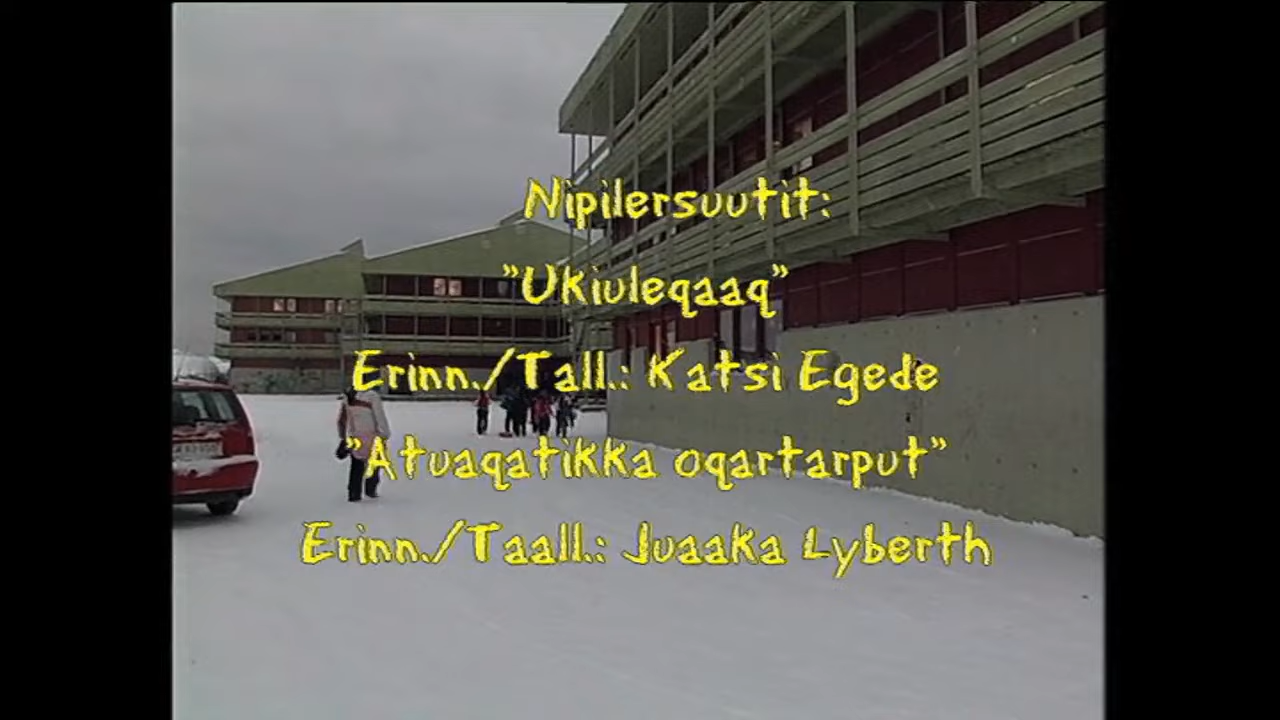 Nipilersuutit:
"Ukiuleqaaq"
Erinn./Tall.: Katsi Egede
"Atuaqatikka oqartarput"
Erinn./Taall.: Juaaka Lyberth